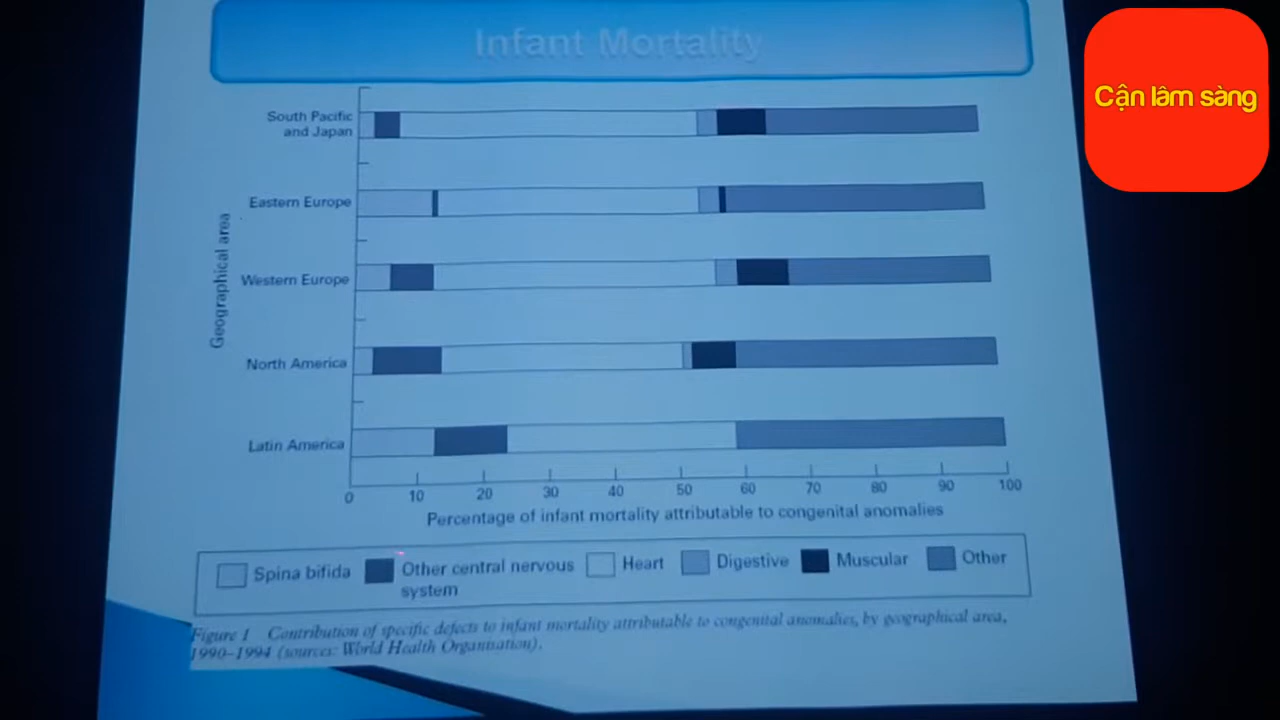 Infant Mortality
Cận lâm sàng
South Pacific
and Japan
Eastern Europe
Western Europe
North America
Latin America
Geographical area
0 10 20 30 40 50 60 70 80 90 100
Percentage of infant mortality attributable to congenital anomalies
Spina bifida
Other central nervous
system
Heart
Digestive
Muscular
Other
Figure 1 Contribution of specific defects to infant mortality attributable to congenital anomalies, by geographical area,
1990–1994 (sources: World Health Organisation).